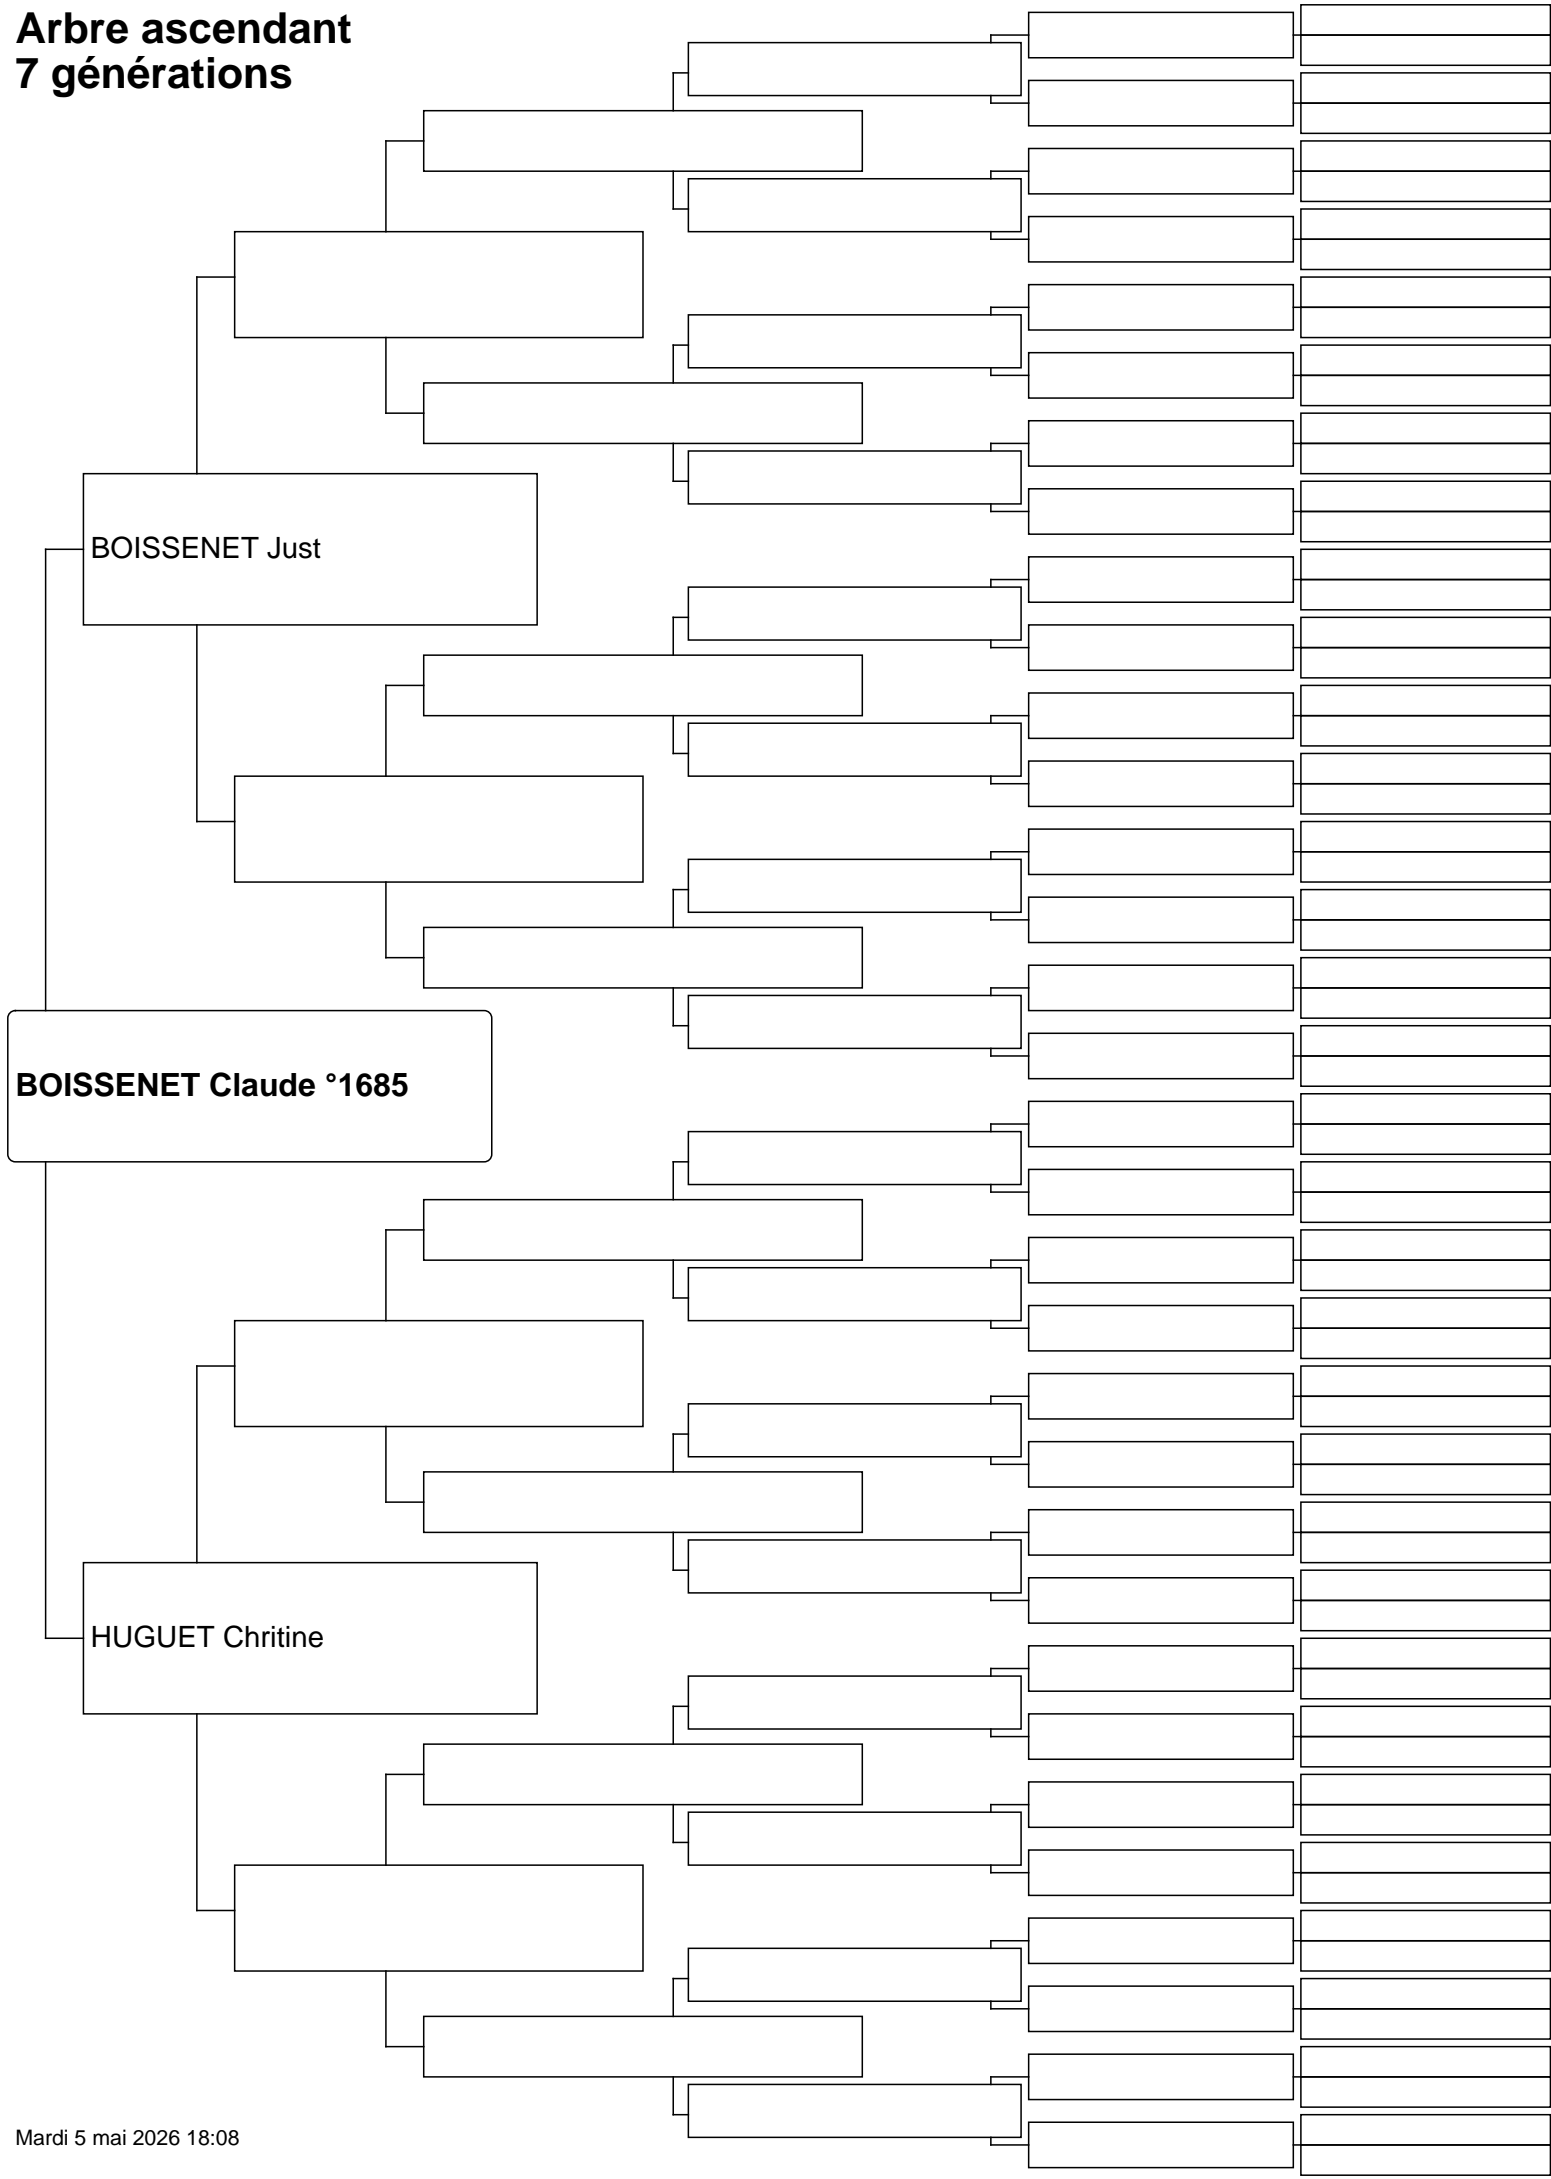 Arbre ascendant
7 générations
BOISSENET Just
BOISSENET Claude °1685
HUGUET Chritine
Mardi 5 mai 2026 18:08